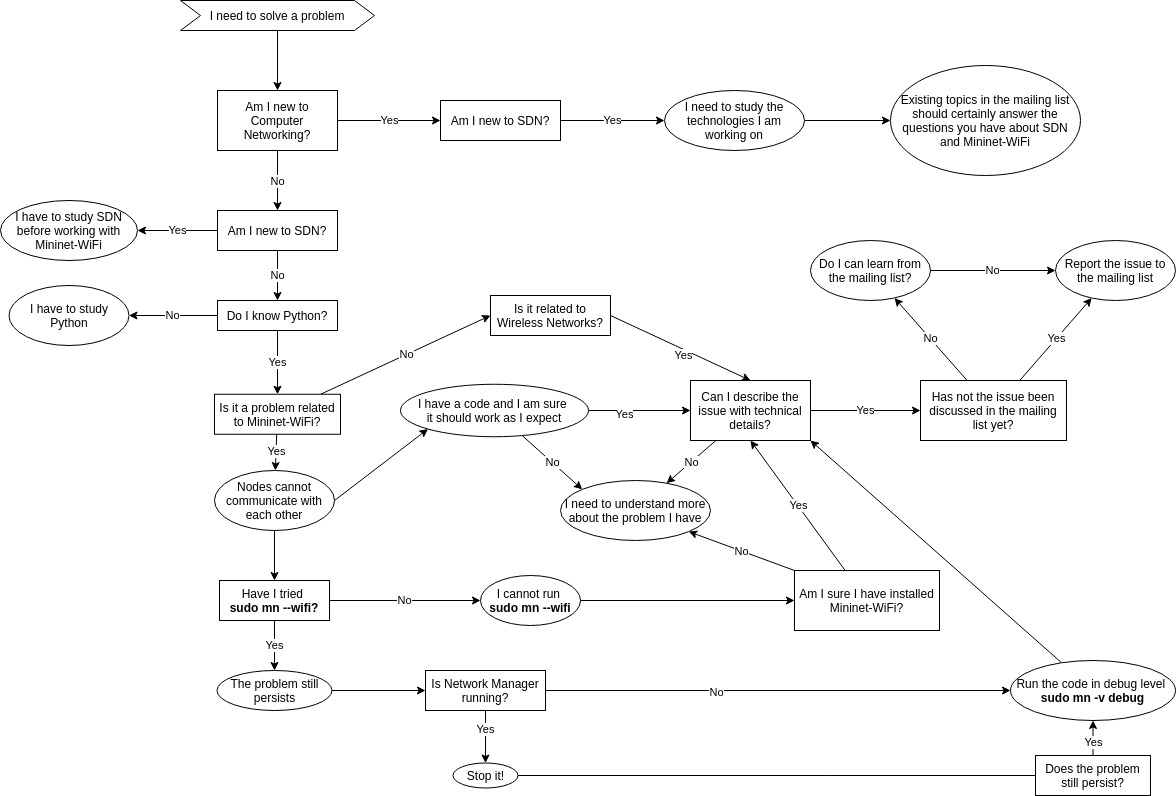 I need to solve a problem
Am I new to
Computer
Networking?
Yes
Am I new to SDN?
Yes
I need to study the
technologies I am
working on
Existing topics in the mailing list
should certainly answer the
questions you have about SDN
and Mininet-WiFi
No
I have to study SDN
before working with
Mininet-WiFi
Yes
Am I new to SDN?
No
I have to study
Python
No
Do I know Python?
Yes
Is it related to
Wireless Networks?
No
Yes
Do I can learn from
the mailing list?
No
Report the issue to
the mailing list
No
Yes
Is it a problem related
to Mininet-WiFi?
Yes
I have a code and I am sure
it should work as I expect
Yes
Can I describe the
issue with technical
details?
Yes
Has not the issue been
discussed in the mailing
list yet?
No
No
Nodes cannot
communicate with
each other
I need to understand more
about the problem I have
Yes
No
Have I tried
sudo mn --wifi?
No
I cannot run
sudo mn --wifi
Am I sure I have installed
Mininet-WiFi?
Yes
The problem still
persists
Is Network Manager
running?
No
Run the code in debug level
sudo mn -v debug
Yes
Yes
Stop it!
Does the problem
still persist?